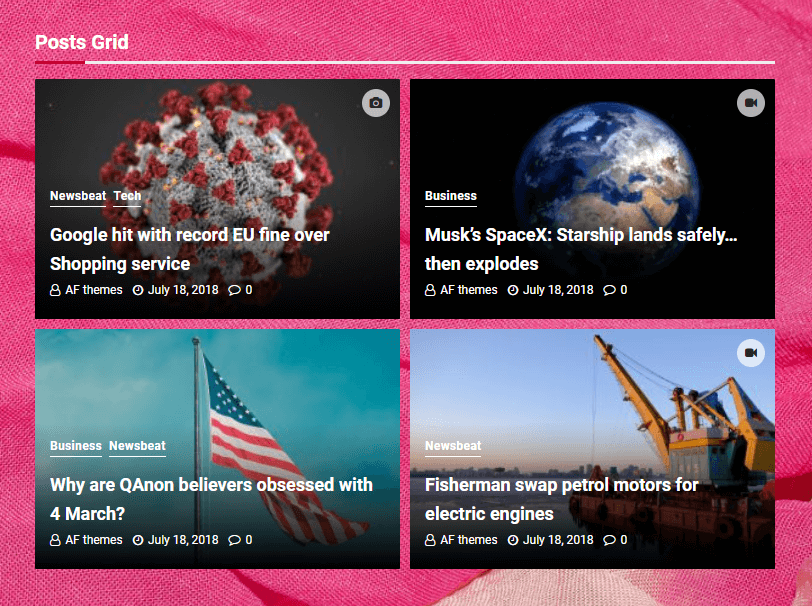 Posts Grid
Newsbeat Tech
Google hit with record EU fine over
Shopping service
AF themes July 18, 2018 0
Business
Musk’s SpaceX: Starship lands safely…
then explodes
AF themes July 18, 2018 0
Business Newsbeat
Why are QAnon believers obsessed with
4 March?
AF themes July 18, 2018 0
Newsbeat
Fisherman swap petrol motors for
electric engines
AF themes July 18, 2018 0